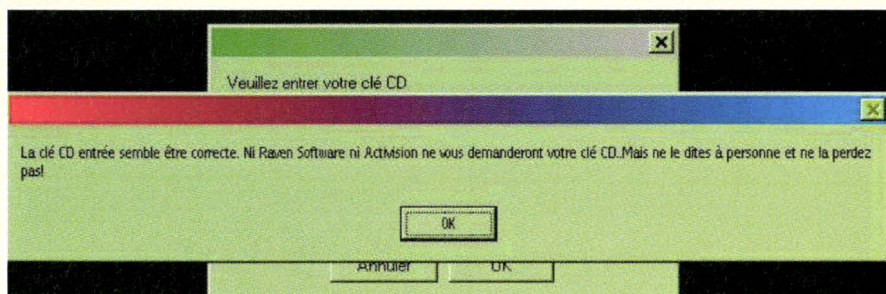 Veuillez entrer votre clé CD
La clé CD entrée semble être correcte. Ni Raven Software ni Activision ne vous demanderont votre clé CD..Mais ne le dites à personne et ne la perdez
pas!
OK
Annuler OK